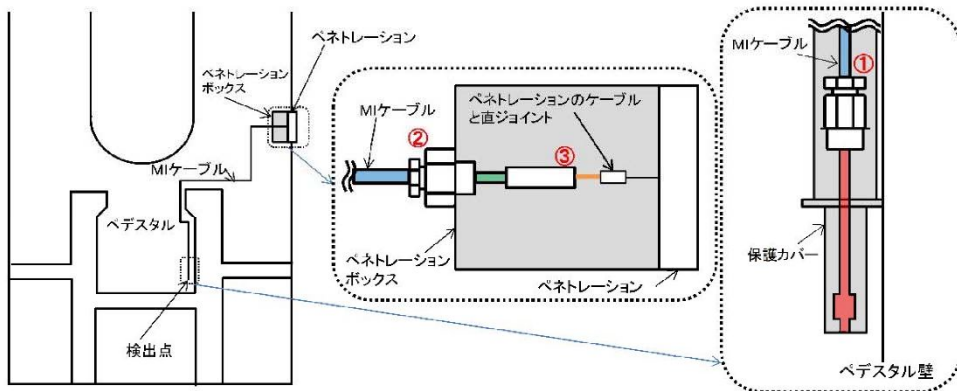 ペネトレーション
ペネトレーション
ボックス
MIケーブル
ペデスタル
検出点
MIケーブル
②
ペネトレーションのケーブル
と直ジョイント
③
ペネトレーション
ボックス
ペネトレーション
MIケーブル
①
保護カバー
ペデスタル壁